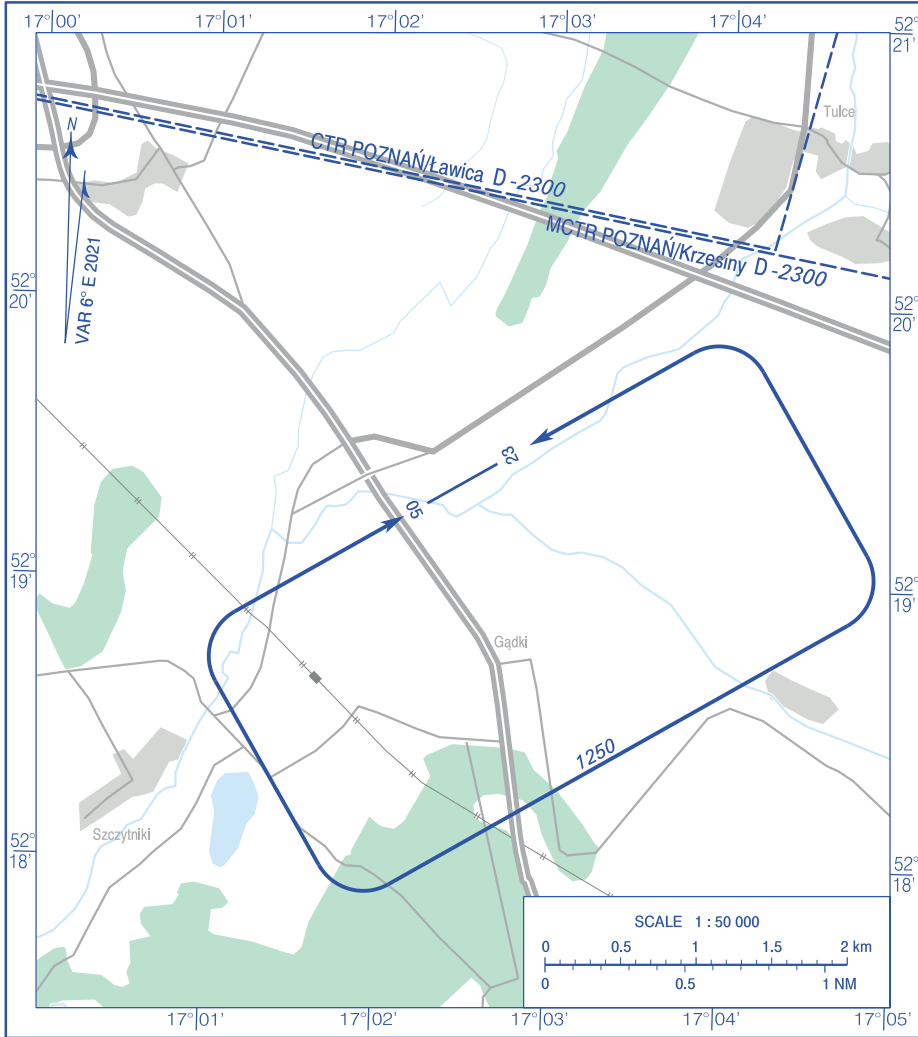 17°00' 17°01' 17°02' 17°03' 17°04'
52° 21'
Tulce
N
CTR POZNAŃ/Ławica D-2300
MCTR POZNAŃ/Krzesiny D-2300
VAR 6° E 2021
52° 20'
52° 20'
23
05
52° 19'
52° 19'
Gądki
1250
Szczytniki
52° 18'
52° 18'
SCALE 1 : 50 000
0 0.5 1 1.5 2 km
0 0.5 1 NM
17°01' 17°02' 17°03' 17°04' 17°05'